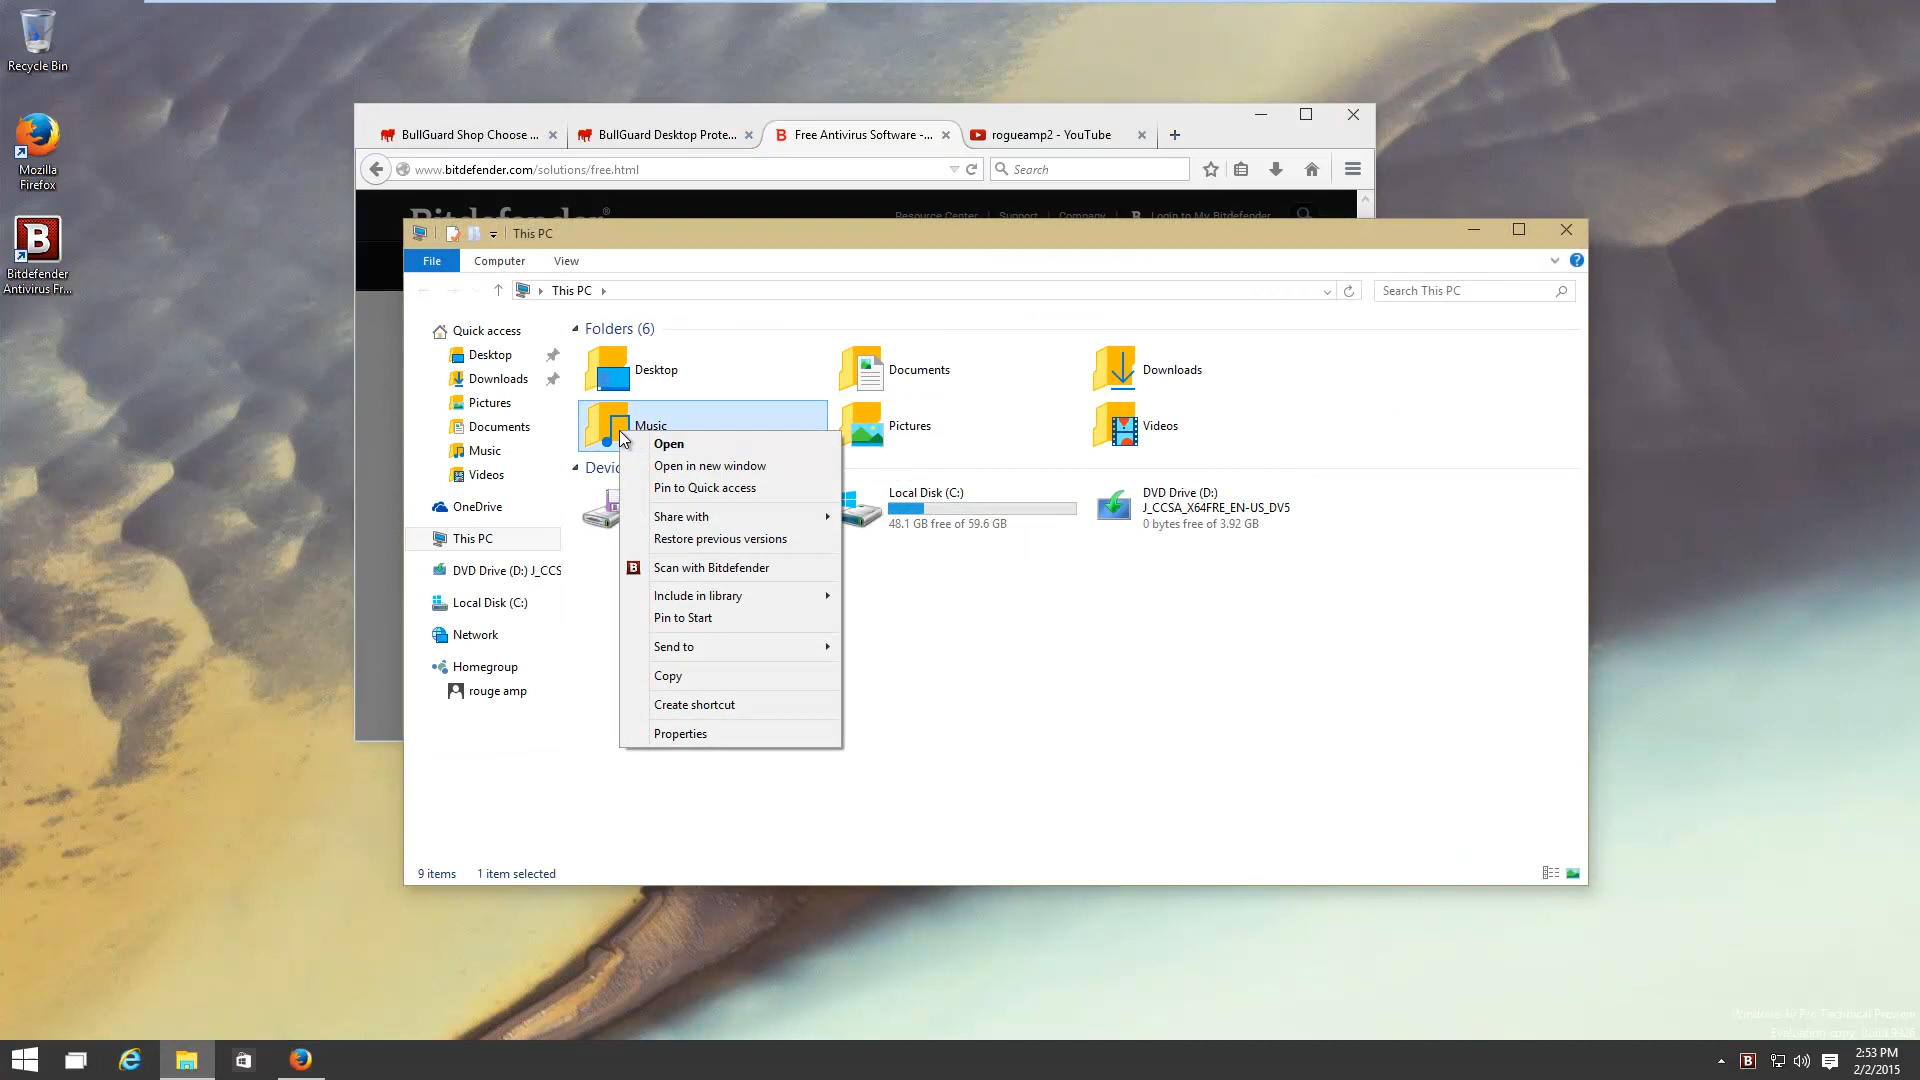 Recycle Bin
Mozilla
Firefox
Bitdefender
Antivirus Fr...
BullGuard Shop Choose ...
BullGuard Desktop Prote...
Free Antivirus Software -...
rogueamp2 - YouTube
www.bitdefender.com/solutions/free.html
Search
Bitdefender®
Resource Center | Support | Company | B Login to My Bitdefender
This PC
File Computer View
This PC
Search This PC
Quick access
Desktop
Downloads
Pictures
Documents
Music
Videos
OneDrive
This PC
DVD Drive (D:) J_CCS
Local Disk (C:)
Network
Homegroup
rouge amp
Folders (6)
Desktop
Documents
Downloads
Music
Pictures
Videos
Devic
Local Disk (C:)
48.1 GB free of 59.6 GB
DVD Drive (D:)
J_CCSA_X64FRE_EN-US_DV5
0 bytes free of 3.92 GB
Open
Open in new window
Pin to Quick access
Share with
Restore previous versions
B Scan with Bitdefender
Include in library
Pin to Start
Send to
Copy
Create shortcut
Properties
9 items 1 item selected
Windows 10 Pro Technical Preview
Evaluation copy. Build 9926
2:53 PM
2/2/2015